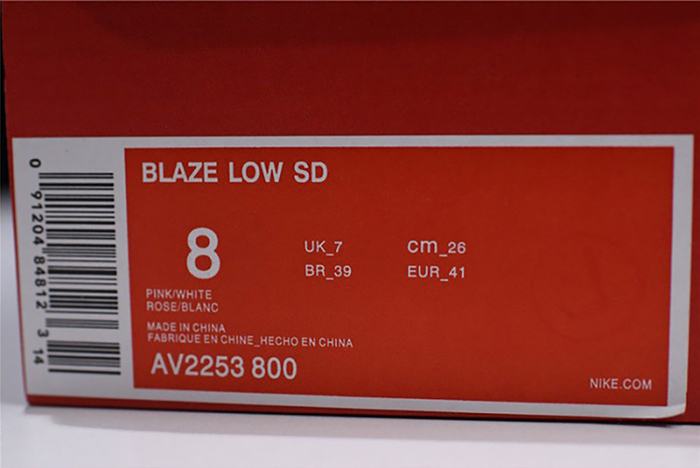 BLAZE LOW SD
8
UK_7 cm_26
BR_39 EUR_41
PINK/WHITE
ROSE/BLANC
MADE IN CHINA
FABRIQUE EN CHINE_HECHO EN CHINA
AV2253 800
NIKE.COM
0 91204 84812 3 14